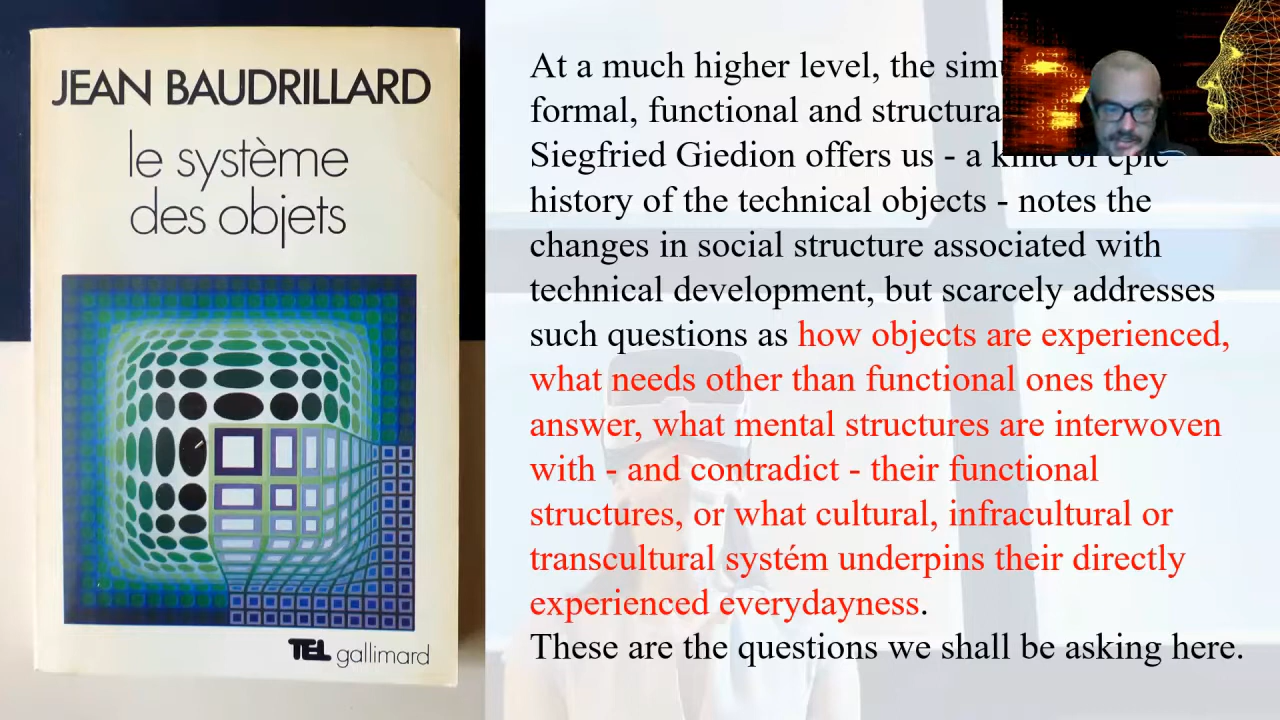 JEAN BAUDRILLARD
le système
des objets
TEL gallimard
At a much higher level, the
formal, functional and
Siegfried Giedion offers us - a kind of epic
history of the technical objects - notes the
changes in social structure associated with
technical development, but scarcely addresses
such questions as how objects are experienced,
what needs other than functional ones they
answer, what mental structures are interwoven
with - and contradict - their functional
structures, or what cultural, infracultural or
transcultural systém underpins their directly
experienced everydayness.
These are the questions we shall be asking here.